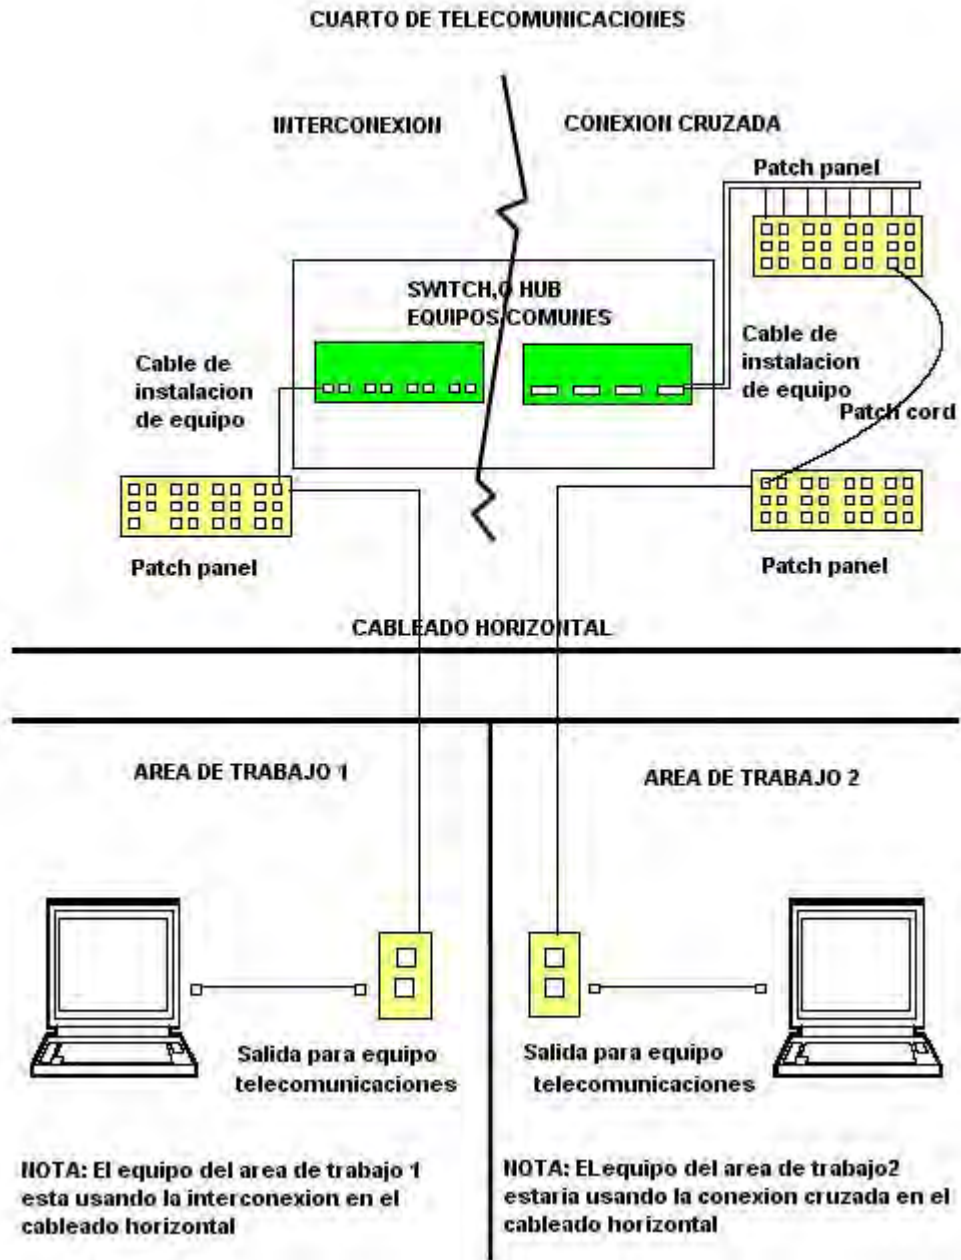 CUARTO DE TELECOMUNICACIONES
INTERCONEXION
CONEXION CRUZADA
Patch panel
SWITCH,O HUB
EQUIPOS COMUNES
Cable de
instalacion
de equipo
Cable de
instalacion
de equipo
Patch cord
Patch panel
Patch panel
CABLEADO HORIZONTAL
AREA DE TRABAJO 1
AREA DE TRABAJO 2
Salida para equipo
telecomunicaciones
Salida para equipo
telecomunicaciones
NOTA: El equipo del area de trabajo 1
esta usando la interconexion en el
cableado horizontal
NOTA: EL equipo del area de trabajo2
estaria usando la conexion cruzada en el
cableado horizontal